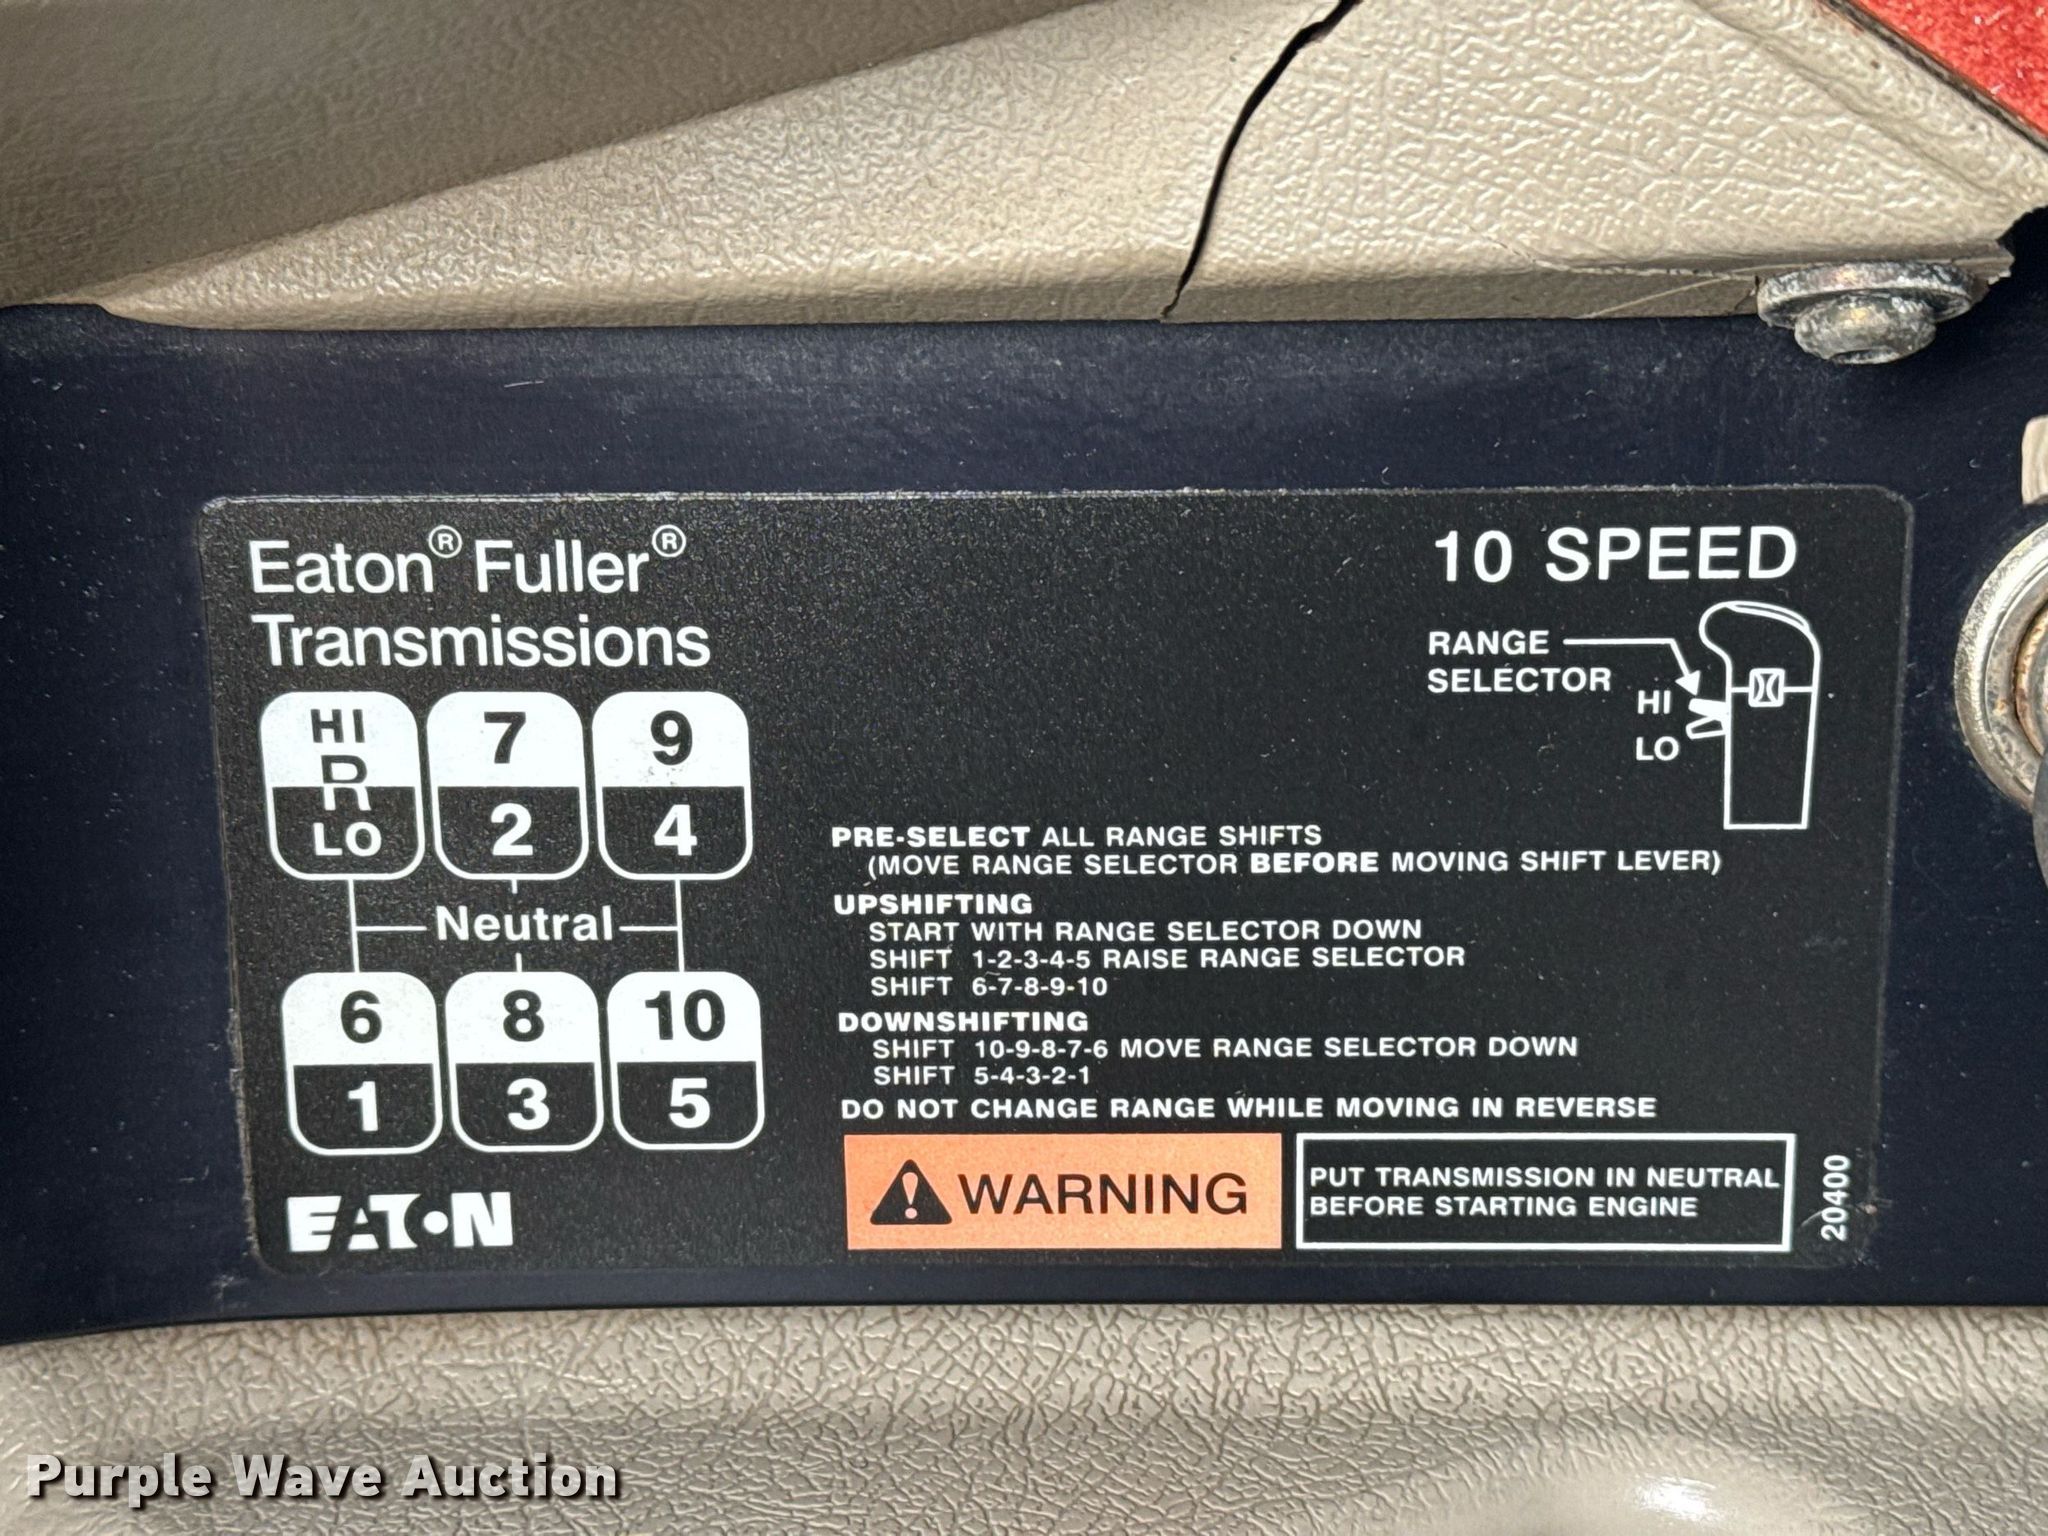 Eaton® Fuller®
Transmissions
10 SPEED
RANGE
SELECTOR
HI
LO
HI
R
LO
7
2
9
4
Neutral
6
1
8
3
10
5
PRE-SELECT ALL RANGE SHIFTS
(MOVE RANGE SELECTOR BEFORE MOVING SHIFT LEVER)
UPSHIFTING
START WITH RANGE SELECTOR DOWN
SHIFT 1-2-3-4-5 RAISE RANGE SELECTOR
SHIFT 6-7-8-9-10
DOWNSHIFTING
SHIFT 10-9-8-7-6 MOVE RANGE SELECTOR DOWN
SHIFT 5-4-3-2-1
DO NOT CHANGE RANGE WHILE MOVING IN REVERSE
WARNING
PUT TRANSMISSION IN NEUTRAL
BEFORE STARTING ENGINE
20400
EATON
Purple Wave Auction